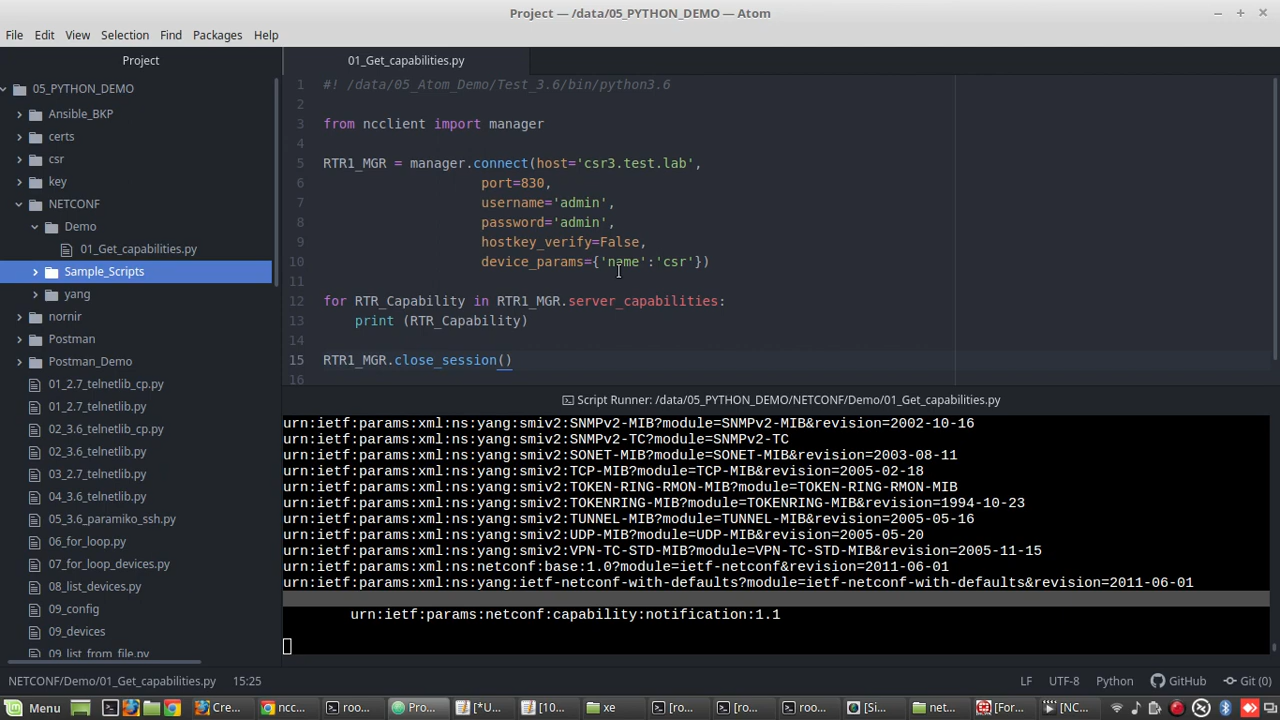 Project — /data/05_PYTHON_DEMO — Atom
File Edit View Selection Find Packages Help
Project
05_PYTHON_DEMO
Ansible_BKP
certs
csr
key
NETCONF
Demo
01_Get_capabilities.py
Sample_Scripts
yang
nornir
Postman
Postman_Demo
01_2.7_telnetlib_cp.py
01_2.7_telnetlib.py
02_3.6_telnetlib_cp.py
02_3.6_telnetlib.py
03_2.7_telnetlib.py
04_3.6_telnetlib.py
05_3.6_paramiko_ssh.py
06_for_loop.py
07_for_loop_devices.py
08_list_devices.py
09_config
09_devices
09_list_from_file.py
01_Get_capabilities.py
1 #! /data/05_Atom_Demo/Test_3.6/bin/python3.6
2
3 from ncclient import manager
4
5 RTR1_MGR = manager.connect(host='csr3.test.lab',
6 port=830,
7 username='admin',
8 password='admin',
9 hostkey_verify=False,
10 device_params={'name':'csr'})
11
12 for RTR_Capability in RTR1_MGR.server_capabilities:
13 print (RTR_Capability)
14
15 RTR1_MGR.close_session()
16
Script Runner: /data/05_PYTHON_DEMO/NETCONF/Demo/01_Get_capabilities.py
urn:ietf:params:xml:ns:yang:smiv2:SNMPv2-MIB?module=SNMPv2-MIB&revision=2002-10-16
urn:ietf:params:xml:ns:yang:smiv2:SNMPv2-TC?module=SNMPv2-TC
urn:ietf:params:xml:ns:yang:smiv2:SONET-MIB?module=SONET-MIB&revision=2003-08-11
urn:ietf:params:xml:ns:yang:smiv2:TCP-MIB?module=TCP-MIB&revision=2005-02-18
urn:ietf:params:xml:ns:yang:smiv2:TOKEN-RING-RMON-MIB?module=TOKEN-RING-RMON-MIB
urn:ietf:params:xml:ns:yang:smiv2:TOKENRING-MIB?module=TOKENRING-MIB&revision=1994-10-23
urn:ietf:params:xml:ns:yang:smiv2:TUNNEL-MIB?module=TUNNEL-MIB&revision=2005-05-16
urn:ietf:params:xml:ns:yang:smiv2:UDP-MIB?module=UDP-MIB&revision=2005-05-20
urn:ietf:params:xml:ns:yang:smiv2:VPN-TC-STD-MIB?module=VPN-TC-STD-MIB&revision=2005-11-15
urn:ietf:params:xml:ns:netconf:base:1.0?module=ietf-netconf&revision=2011-06-01
urn:ietf:params:xml:ns:yang:ietf-netconf-with-defaults?module=ietf-netconf-with-defaults&revision=2011-06-01
urn:ietf:params:netconf:capability:notification:1.1
NETCONF/Demo/01_Get_capabilities.py 15:25 LF UTF-8 Python GitHub Git (0)
Menu Cre... ncc... roo... Pro... [*U... [10... xe [ro... [ro... roo... [Si... net... [For... [NC...